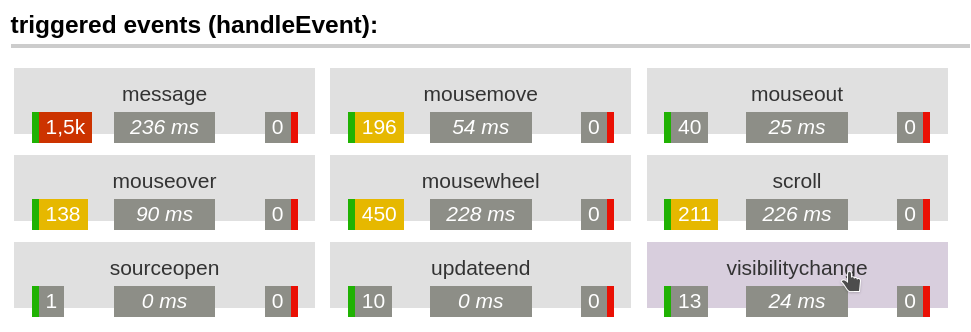 triggered events (handleEvent):
message mousemove mouseout
1,5k 236 ms 0 196 54 ms 0 40 25 ms 0
mouseover mousewheel scroll
138 90 ms 0 450 228 ms 0 211 226 ms 0
sourceopen updateend visibilitychange
1 0 ms 0 10 0 ms 0 13 24 ms 0